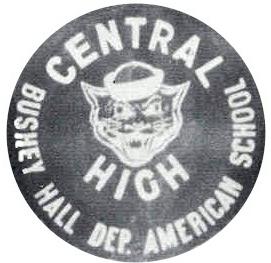 CENTRAL
HIGH
BUSHEY HALL DEP. AMERICAN SCHOOL